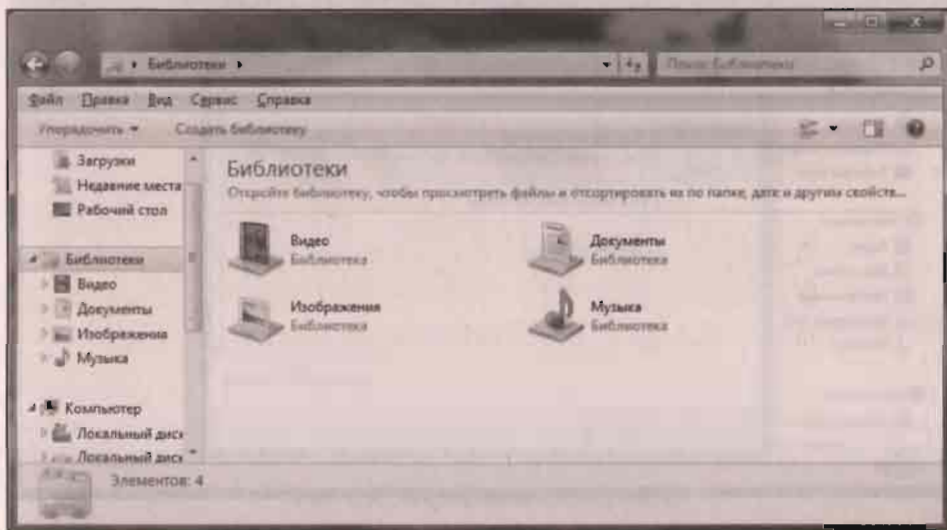 Библиотеки
Поиск: Библиотеки
Файл Правка Вид Сервис Справка
Упорядочить Создать библиотеку
Загрузки
Недавние места
Рабочий стол
Библиотеки
Видео
Документы
Изображения
Музыка
Компьютер
Локальный диск
Локальный диск
Библиотеки
Откройте библиотеку, чтобы просмотреть файлы и отсортировать их по папке, дате и другим свойств...
Видео
Библиотека
Документы
Библиотека
Изображения
Библиотека
Музыка
Библиотека
Элементов: 4